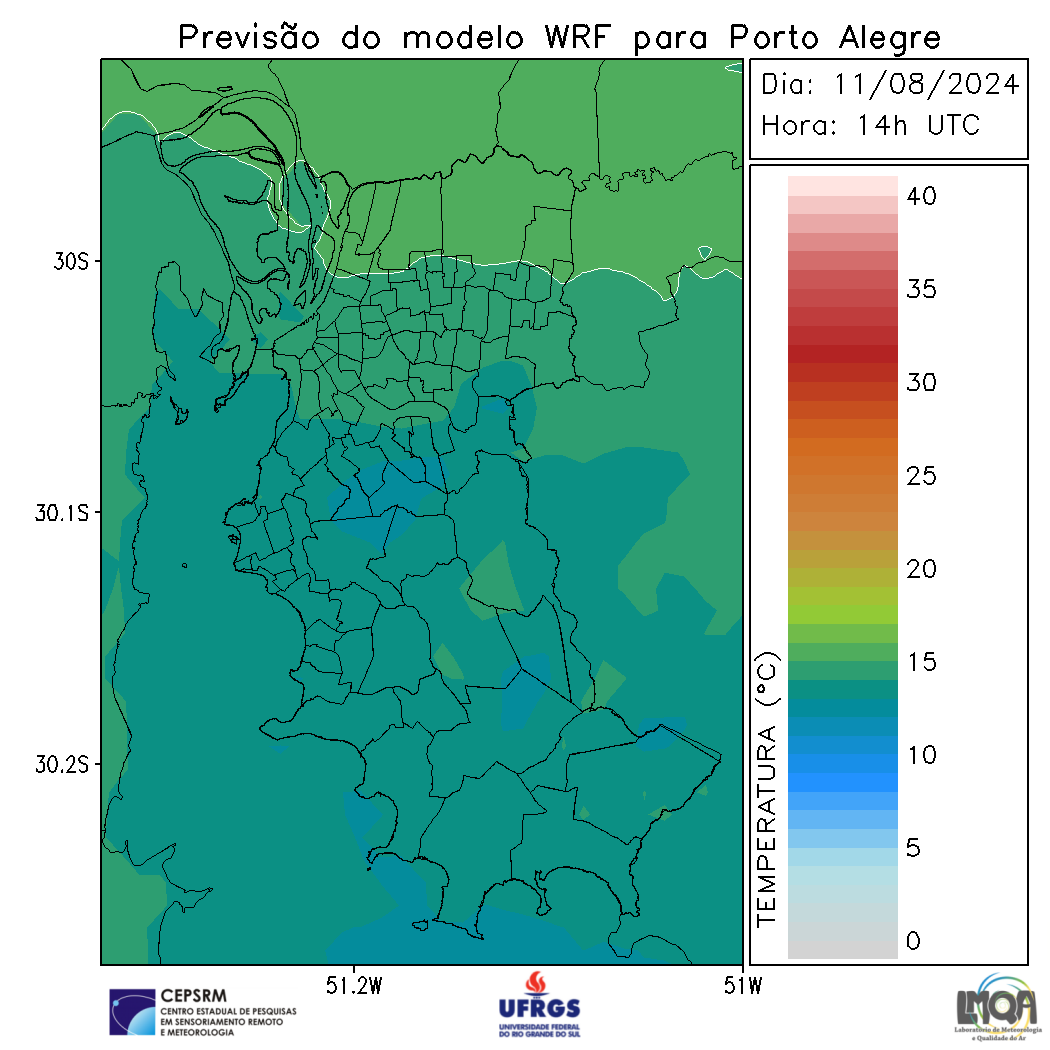 Previsão do modelo WRF para Porto Alegre
Dia: 11/08/2024
Hora: 14h UTC
30S
30.1S
30.2S
51.2W
51W
TEMPERATURA (°C)
40
35
30
25
20
15
10
5
0
CEPSRM
CENTRO ESTADUAL DE PESQUISAS
EM SENSORIAMENTO REMOTO
E METEOROLOGIA
UFRGS
UNIVERSIDADE FEDERAL
DO RIO GRANDE DO SUL
LMQA
Laboratório de Meteorologia
e Qualidade do Ar